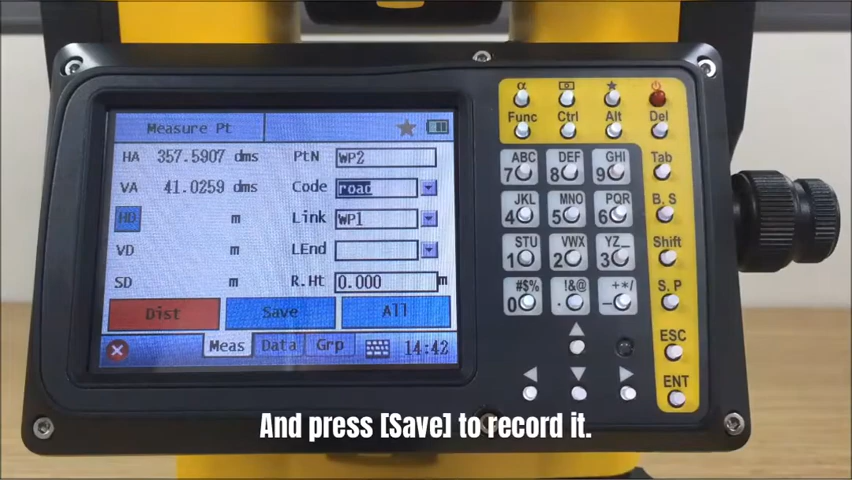 Measure Pt
HA 357.5907 dms PtN WP2
VA 41.0259 dms Code road
HD m Link WP1
VD m LEnd
SD m R.Ht 0.000 m
Dist Save All
Meas Data Grp 14:42
α ★
Func Ctrl Alt Del
ABC DEF GHI Tab
7 8 9
JKL MNO PQR B.S
4 5 6
STU VWX YZ_ Shift
1 2 3
#$% !&@ +*/ S.P
0 . -
ESC
ENT
And press [Save] to record it.